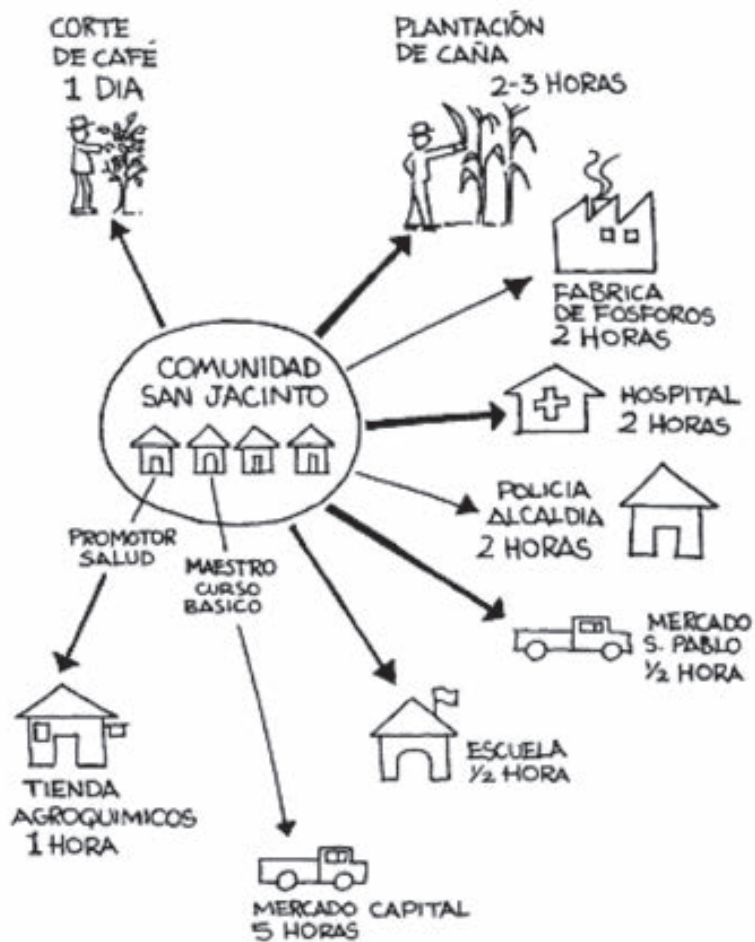 CORTE
DE CAFÉ
1 DIA
PLANTACIÓN
DE CAÑA
2-3 HORAS
FABRICA
DE FOSFOROS
2 HORAS
COMUNIDAD
SAN JACINTO
HOSPITAL
2 HORAS
POLICIA
ALCALDIA
2 HORAS
PROMOTOR
SALUD
MAESTRO
CURSO
BASICO
MERCADO
S. PABLO
1/2 HORA
ESCUELA
1/2 HORA
TIENDA
AGROQUIMICOS
1 HORA
MERCADO CAPITAL
5 HORAS